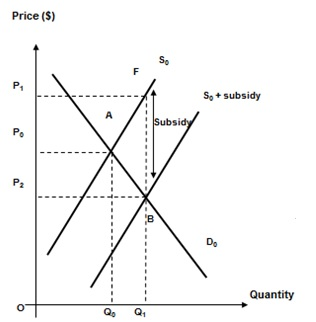 Price ($)
S₀
F
P₁
S₀ + subsidy
A
Subsidy
P₀
P₂
B
D₀
Quantity
O
Q₀
Q₁